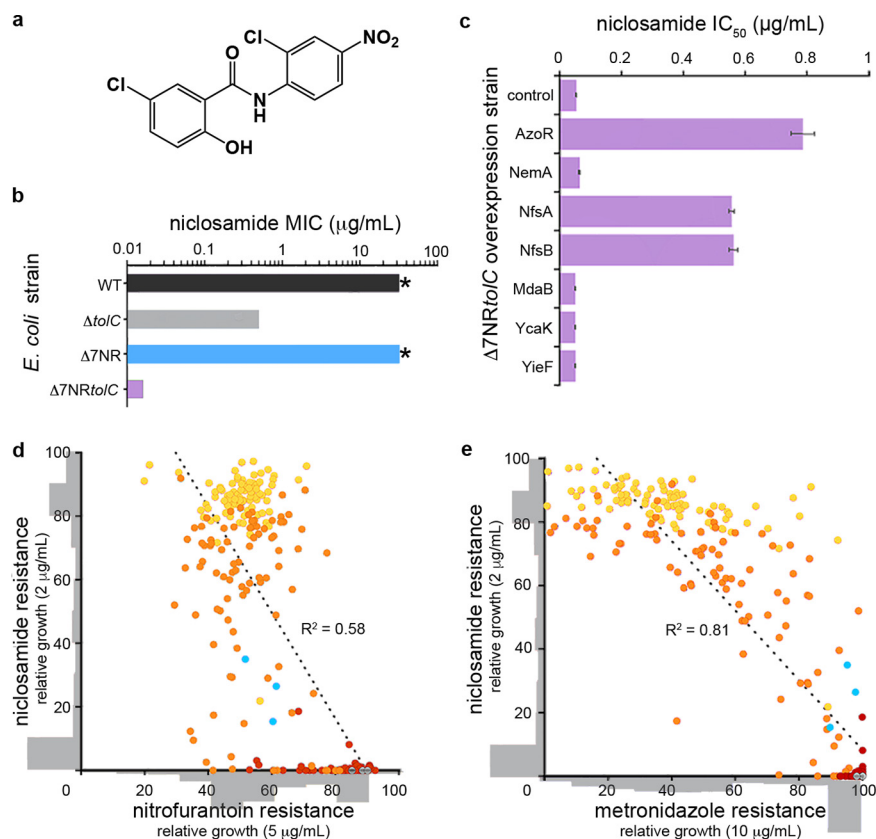 a
Cl
O
N
H
OH
Cl
NO₂
b
niclosamide MIC (μg/mL)
0.01 0.1 1 10 100
E. coli strain
WT *
ΔtolC
Δ7NR *
Δ7NRtolC
c
niclosamide IC₅₀ (μg/mL)
0 0.2 0.4 0.6 0.8 1
Δ7NRtolC overexpression strain
control
AzoR
NemA
NfsA
NfsB
MdaB
YcaK
YieF
d
niclosamide resistance
relative growth (2 μg/mL)
100
80
60
40
20
R² = 0.58
20 40 60 80 100
nitrofurantoin resistance
relative growth (5 μg/mL)
e
niclosamide resistance
relative growth (2 μg/mL)
100
80
60
40
20
0
R² = 0.81
0 20 40 60 80 100
metronidazole resistance
relative growth (10 μg/mL)